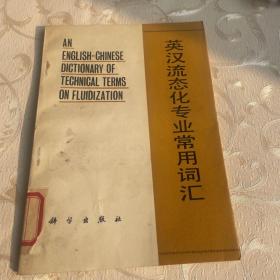 AN
ENGLISH-CHINESE
DICTIONARY OF
TECHNICAL TERMS
ON FLUIDIZATION
英汉流态化专业常用词汇
科学出版社